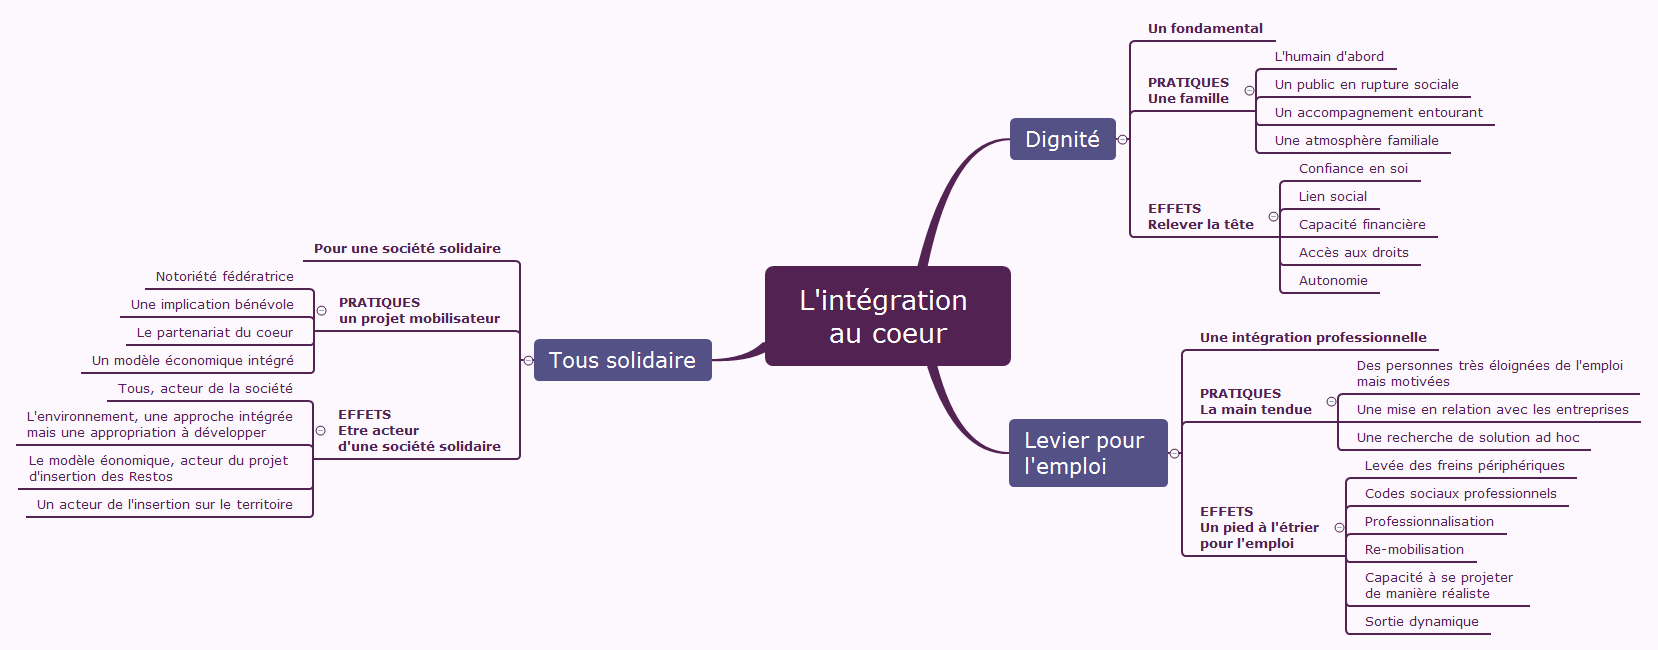 L'intégration
au coeur
Dignité
Un fondamental
PRATIQUES
Une famille
L'humain d'abord
Un public en rupture sociale
Un accompagnement entourant
Une atmosphère familiale
EFFETS
Relever la tête
Confiance en soi
Lien social
Capacité financière
Accès aux droits
Autonomie
Levier pour
l'emploi
Une intégration professionnelle
PRATIQUES
La main tendue
Des personnes très éloignées de l'emploi
mais motivées
Une mise en relation avec les entreprises
Une recherche de solution ad hoc
EFFETS
Un pied à l'étrier
pour l'emploi
Levée des freins périphériques
Codes sociaux professionnels
Professionnalisation
Re-mobilisation
Capacité à se projeter
de manière réaliste
Sortie dynamique
Tous solidaire
Pour une société solidaire
PRATIQUES
un projet mobilisateur
Notoriété fédératrice
Une implication bénévole
Le partenariat du coeur
Un modèle économique intégré
EFFETS
Etre acteur
d'une société solidaire
Tous, acteur de la société
L'environnement, une approche intégrée
mais une appropriation à développer
Le modèle éonomique, acteur du projet
d'insertion des Restos
Un acteur de l'insertion sur le territoire